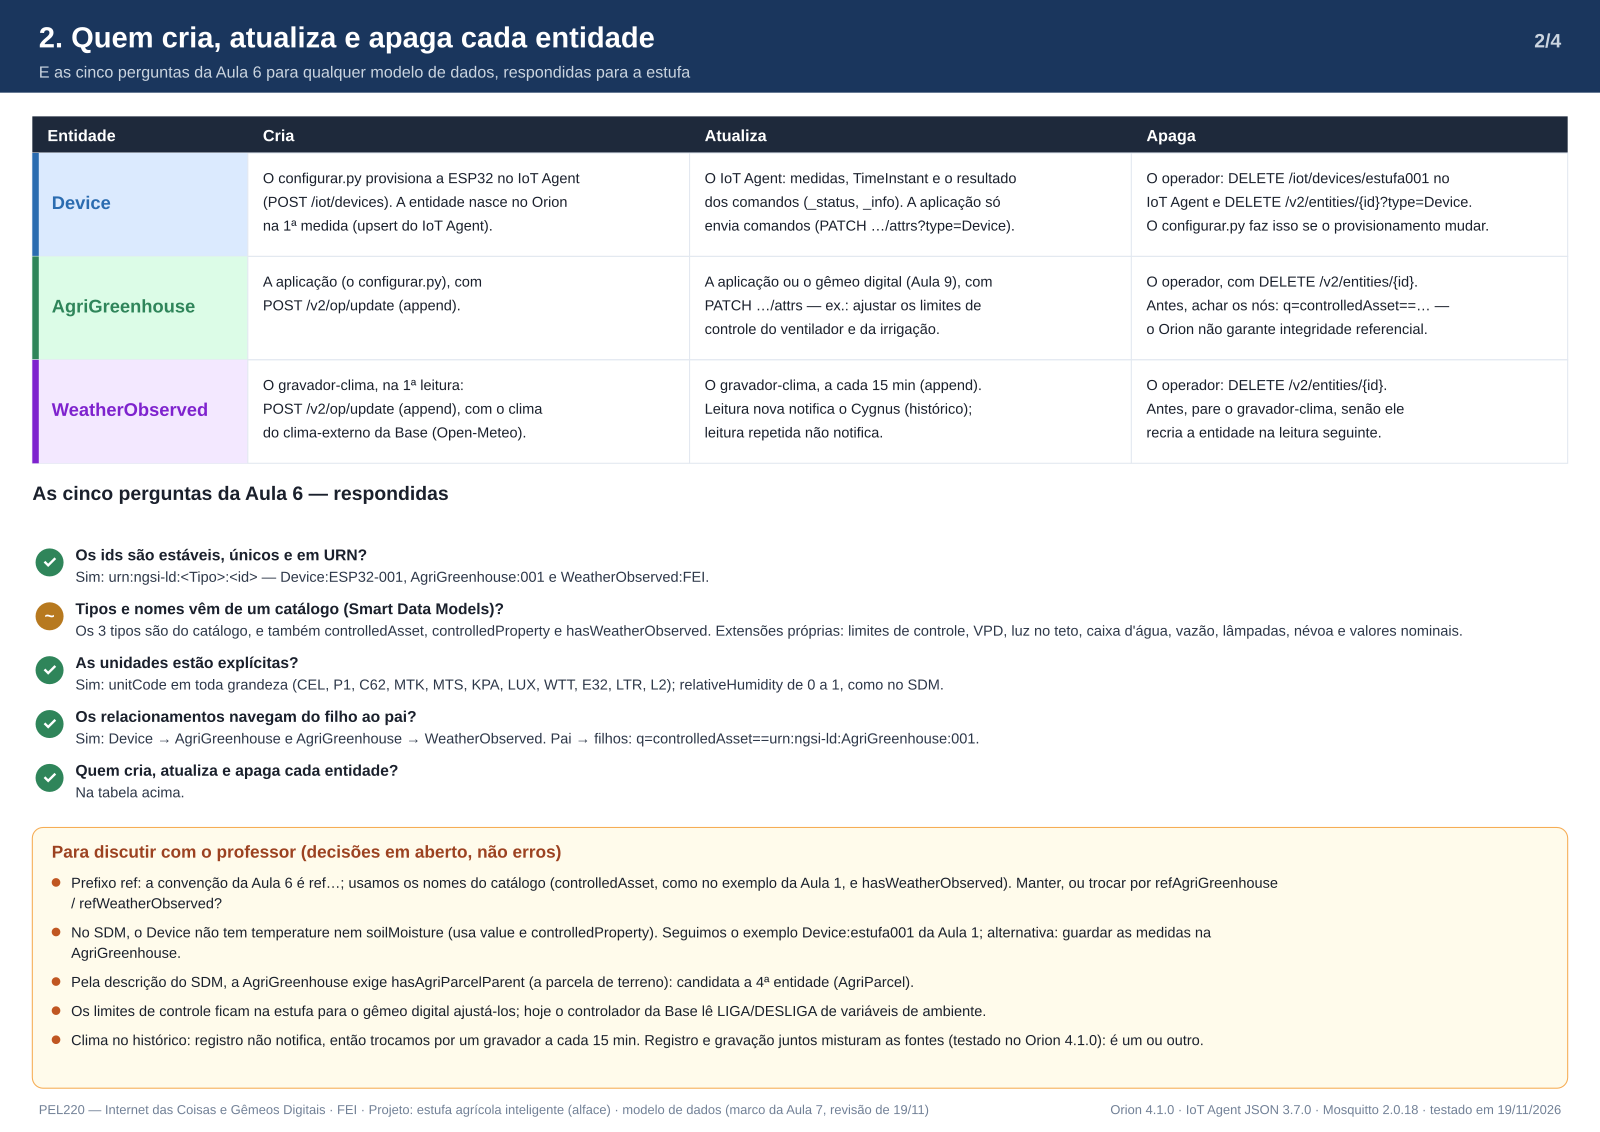 2. Quem cria, atualiza e apaga cada entidade
2/4
E as cinco perguntas da Aula 6 para qualquer modelo de dados, respondidas para a estufa
Entidade
Cria
Atualiza
Apaga
Device
O configurar.py provisiona a ESP32 no IoT Agent
(POST /iot/devices). A entidade nasce no Orion
na 1ª medida (upsert do IoT Agent).
O IoT Agent: medidas, TimeInstant e o resultado
dos comandos (_status, _info). A aplicação só
envia comandos (PATCH …/attrs?type=Device).
O operador: DELETE /iot/devices/estufa001 no
IoT Agent e DELETE /v2/entities/{id}?type=Device.
O configurar.py faz isso se o provisionamento mudar.
AgriGreenhouse
A aplicação (o configurar.py), com
POST /v2/op/update (append).
A aplicação ou o gêmeo digital (Aula 9), com
PATCH …/attrs — ex.: ajustar os limites de
controle do ventilador e da irrigação.
O operador, com DELETE /v2/entities/{id}.
Antes, achar os nós: q=controlledAsset==… —
o Orion não garante integridade referencial.
WeatherObserved
O gravador-clima, na 1ª leitura:
POST /v2/op/update (append), com o clima
do clima-externo da Base (Open-Meteo).
O gravador-clima, a cada 15 min (append).
Leitura nova notifica o Cygnus (histórico);
leitura repetida não notifica.
O operador: DELETE /v2/entities/{id}.
Antes, pare o gravador-clima, senão ele
recria a entidade na leitura seguinte.
As cinco perguntas da Aula 6 — respondidas
Os ids são estáveis, únicos e em URN?
Sim: urn:ngsi-ld:<Tipo>:<id> — Device:ESP32-001, AgriGreenhouse:001 e WeatherObserved:FEI.
~
Tipos e nomes vêm de um catálogo (Smart Data Models)?
Os 3 tipos são do catálogo, e também controlledAsset, controlledProperty e hasWeatherObserved. Extensões próprias: limites de controle, VPD, luz no teto, caixa d'água, vazão, lâmpadas, névoa e valores nominais.
As unidades estão explícitas?
Sim: unitCode em toda grandeza (CEL, P1, C62, MTK, MTS, KPA, LUX, WTT, E32, LTR, L2); relativeHumidity de 0 a 1, como no SDM.
Os relacionamentos navegam do filho ao pai?
Sim: Device → AgriGreenhouse e AgriGreenhouse → WeatherObserved. Pai → filhos: q=controlledAsset==urn:ngsi-ld:AgriGreenhouse:001.
Quem cria, atualiza e apaga cada entidade?
Na tabela acima.
Para discutir com o professor (decisões em aberto, não erros)
Prefixo ref: a convenção da Aula 6 é ref…; usamos os nomes do catálogo (controlledAsset, como no exemplo da Aula 1, e hasWeatherObserved). Manter, ou trocar por refAgriGreenhouse
/ refWeatherObserved?
No SDM, o Device não tem temperature nem soilMoisture (usa value e controlledProperty). Seguimos o exemplo Device:estufa001 da Aula 1; alternativa: guardar as medidas na
AgriGreenhouse.
Pela descrição do SDM, a AgriGreenhouse exige hasAgriParcelParent (a parcela de terreno): candidata a 4ª entidade (AgriParcel).
Os limites de controle ficam na estufa para o gêmeo digital ajustá-los; hoje o controlador da Base lê LIGA/DESLIGA de variáveis de ambiente.
Clima no histórico: registro não notifica, então trocamos por um gravador a cada 15 min. Registro e gravação juntos misturam as fontes (testado no Orion 4.1.0): é um ou outro.
PEL220 — Internet das Coisas e Gêmeos Digitais · FEI · Projeto: estufa agrícola inteligente (alface) · modelo de dados (marco da Aula 7, revisão de 19/11)
Orion 4.1.0 · IoT Agent JSON 3.7.0 · Mosquitto 2.0.18 · testado em 19/11/2026